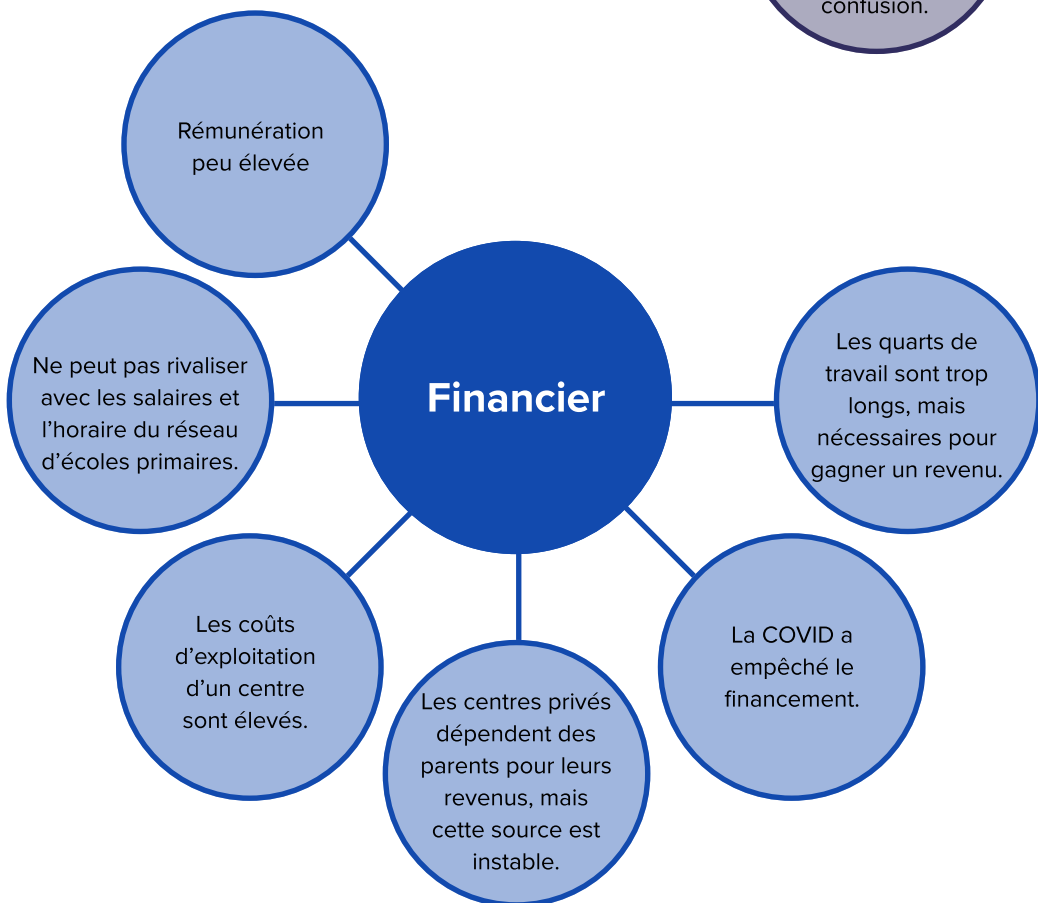 confusion.
Rémunération
peu élevée
Ne peut pas rivaliser
avec les salaires et
l’horaire du réseau
d’écoles primaires.
Financier
Les quarts de
travail sont trop
longs, mais
nécessaires pour
gagner un revenu.
Les coûts
d’exploitation
d’un centre
sont élevés.
Les centres privés
dépendent des
parents pour leurs
revenus, mais
cette source est
instable.
La COVID a
empêché le
financement.